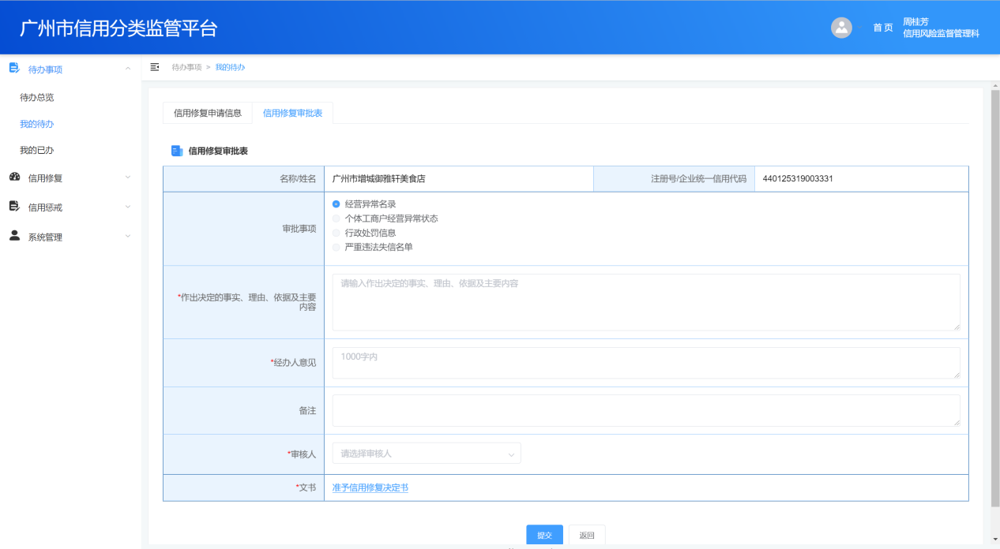 广州市信用分类监管平台
首页
周桂芳
信用风险监督管理科
待办事项
待办总览
我的待办
我的已办
信用修复
信用惩戒
系统管理
待办事项 > 我的待办
信用修复申请信息 信用修复审批表
信用修复审批表
名称/姓名 广州市增城御雅轩美食店 注册号/企业统一信用代码 440125319003331
审批事项
经营异常名录
个体工商户经营异常状态
行政处罚信息
严重违法失信名单
*作出决定的事实、理由、依据及主要
内容
请输入作出决定的事实、理由、依据及主要内容
*经办人意见 1000字内
备注
*审核人 请选择审核人
*文书 准予信用修复决定书
提交 返回